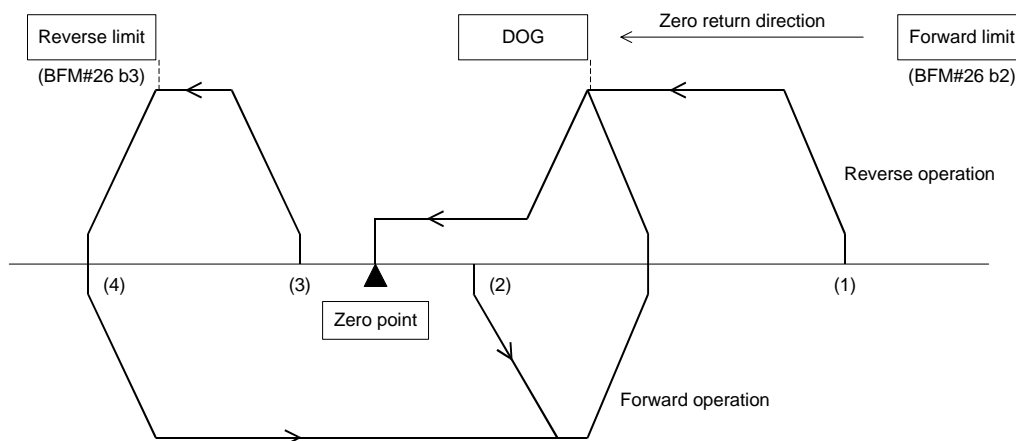 Zero return direction
Reverse limit
DOG
Forward limit
(BFM#26 b3)
(BFM#26 b2)
Reverse operation
(4)
(3)
(2)
(1)
Zero point
Forward operation